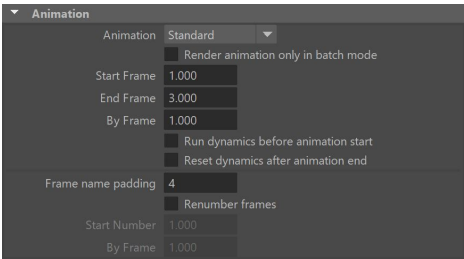 Animation
Animation Standard
Render animation only in batch mode
Start Frame 1.000
End Frame 3.000
By Frame 1.000
Run dynamics before animation start
Reset dynamics after animation end
Frame name padding 4
Renumber frames
Start Number 1.000
By Frame 1.000